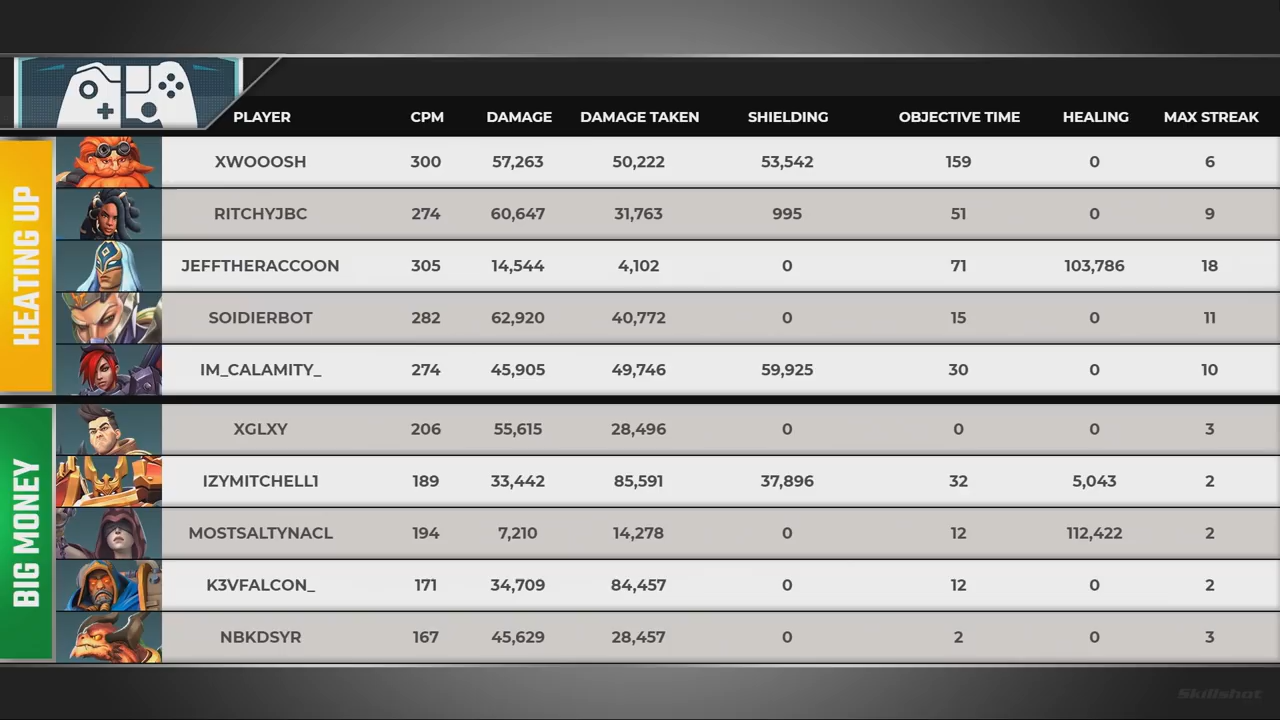 PLAYER CPM DAMAGE DAMAGE TAKEN SHIELDING OBJECTIVE TIME HEALING MAX STREAK
HEATING UP
XWOOOSH 300 57,263 50,222 53,542 159 0 6
RITCHYJBC 274 60,647 31,763 995 51 0 9
JEFFTHERACCOON 305 14,544 4,102 0 71 103,786 18
SOIDIERBOT 282 62,920 40,772 0 15 0 11
IM_CALAMITY_ 274 45,905 49,746 59,925 30 0 10
BIG MONEY
XGLXY 206 55,615 28,496 0 0 0 3
IZYMITCHELL1 189 33,442 85,591 37,896 32 5,043 2
MOSTSALTYNACL 194 7,210 14,278 0 12 112,422 2
K3VFALCON_ 171 34,709 84,457 0 12 0 2
NBKDSYR 167 45,629 28,457 0 2 0 3
Skillshot